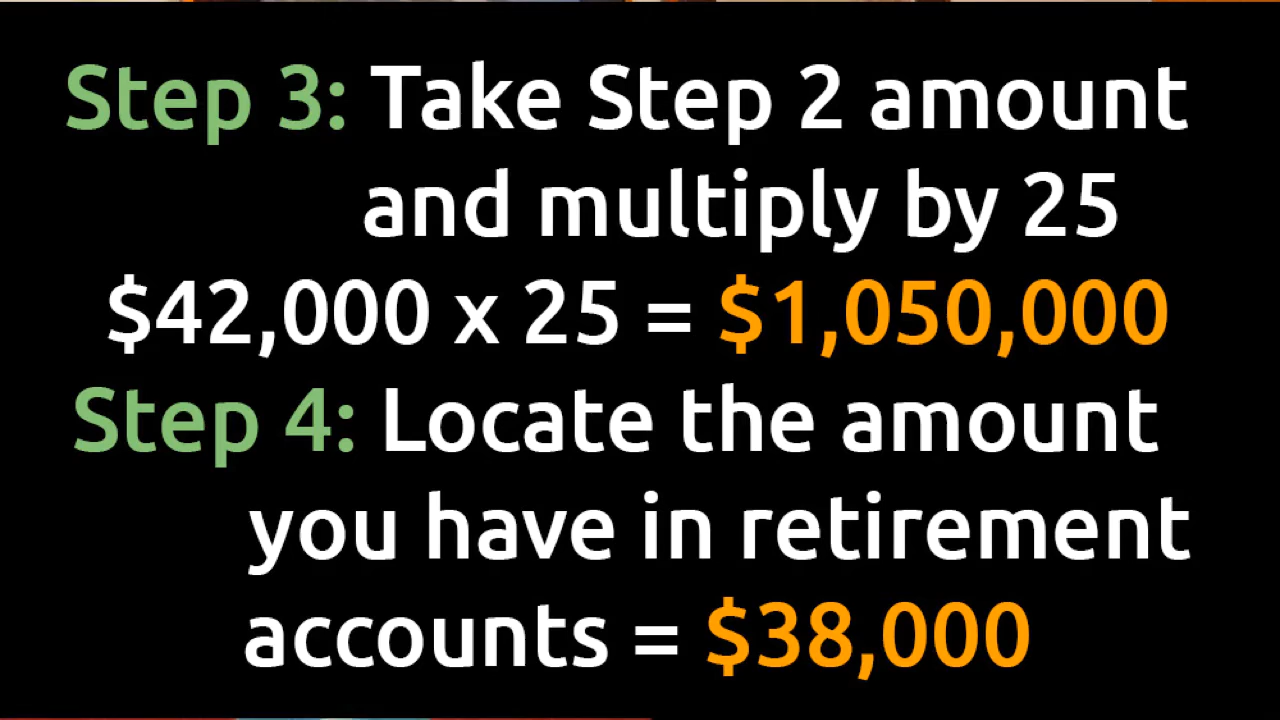 Step 3: Take Step 2 amount
and multiply by 25
$42,000 x 25 = $1,050,000
Step 4: Locate the amount
you have in retirement
accounts = $38,000